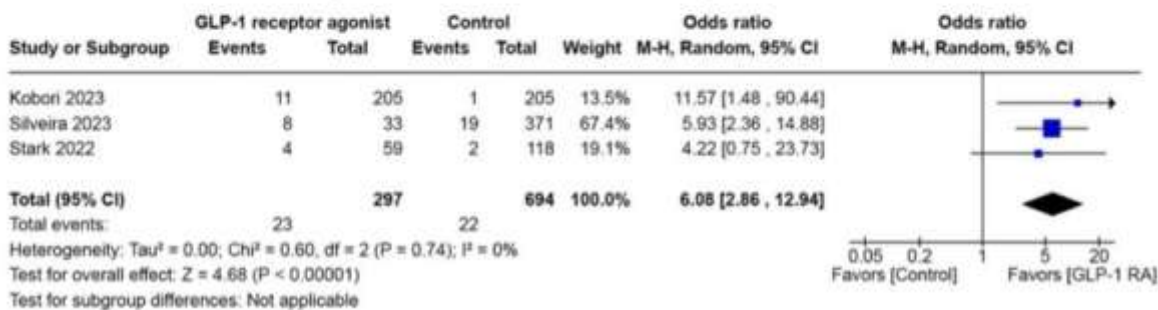 GLP-1 receptor agonist Control Odds ratio Odds ratio
Study or Subgroup Events Total Events Total Weight M-H, Random, 95% CI M-H, Random, 95% CI
Kobori 2023 11 205 1 205 13.5% 11.57 [1.48 , 90.44]
Silveira 2023 8 33 19 371 67.4% 5.93 [2.36 , 14.88]
Stark 2022 4 59 2 118 19.1% 4.22 [0.75 , 23.73]
Total (95% CI) 297 694 100.0% 6.08 [2.86 , 12.94]
Total events: 23 22
Heterogeneity: Tau² = 0.00; Chi² = 0.60, df = 2 (P = 0.74); I² = 0%
Test for overall effect: Z = 4.68 (P < 0.00001)
Test for subgroup differences: Not applicable
0.05 0.2 1 5 20
Favors [Control] Favors [GLP-1 RA]